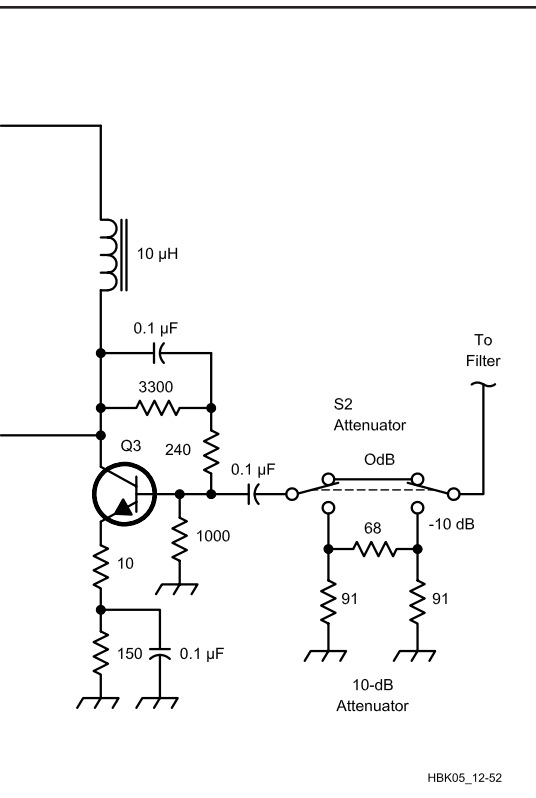 10 µH
0.1 µF
To
Filter
3300
S2
Attenuator
Q3
240
OdB
0.1 µF
-10 dB
68
1000
10
91
91
150
0.1 µF
10-dB
Attenuator
HBK05_12-52